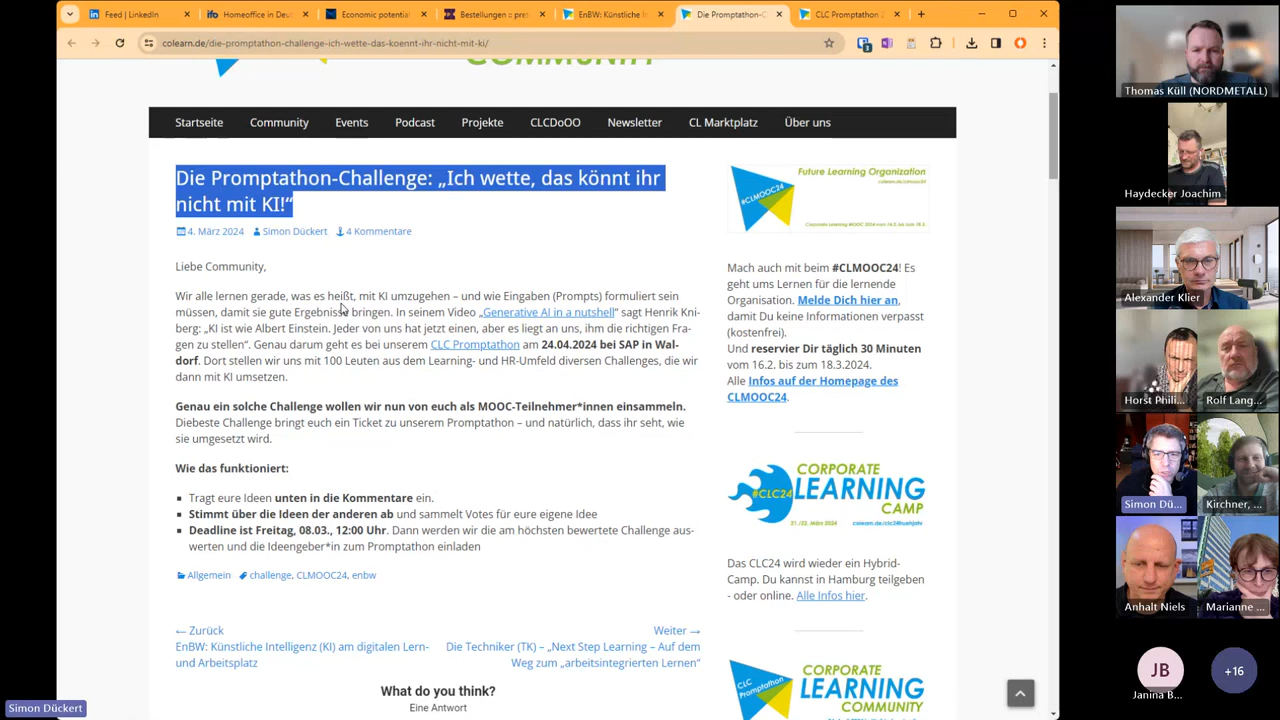 Feed | LinkedIn
ifo Homeoffice in Deu
Economic potential
Bestellungen :: pre
EnBW: Künstliche In
Die Promptathon-C
CLC Promptathon 2
colearn.de/die-promptathon-challenge-ich-wette-das-koennt-ihr-nicht-mit-ki/
Startseite
Community
Events
Podcast
Projekte
CLCDoOO
Newsletter
CL Marktplatz
Über uns
Die Promptathon-Challenge: „Ich wette, das könnt ihr
nicht mit KI!“
4. März 2024
Simon Dückert
4 Kommentare
Liebe Community,
Wir alle lernen gerade, was es heißt, mit KI umzugehen – und wie Eingaben (Prompts) formuliert sein
müssen, damit sie gute Ergebnisse bringen. In seinem Video „Generative AI in a nutshell“ sagt Henrik Kni-
berg: „KI ist wie Albert Einstein. Jeder von uns hat jetzt einen, aber es liegt an uns, ihm die richtigen Fra-
gen zu stellen“. Genau darum geht es bei unserem CLC Promptathon am 24.04.2024 bei SAP in Wal-
dorf. Dort stellen wir uns mit 100 Leuten aus dem Learning- und HR-Umfeld diversen Challenges, die wir
dann mit KI umsetzen.
Genau ein solche Challenge wollen wir nun von euch als MOOC-Teilnehmer*innen einsammeln.
Diebeste Challenge bringt euch ein Ticket zu unserem Promptathon – und natürlich, dass ihr seht, wie
sie umgesetzt wird.
Wie das funktioniert:
Tragt eure Ideen unten in die Kommentare ein.
Stimmt über die Ideen der anderen ab und sammelt Votes für eure eigene Idee
Deadline ist Freitag, 08.03., 12:00 Uhr. Dann werden wir die am höchsten bewertete Challenge aus-
werten und die Ideengeber*in zum Promptathon einladen
Allgemein
challenge, CLMOOC24, enbw
← Zurück
EnBW: Künstliche Intelligenz (KI) am digitalen Lern-
und Arbeitsplatz
Weiter →
Die Techniker (TK) – „Next Step Learning – Auf dem
Weg zum „arbeitsintegrierten Lernen“
What do you think?
Eine Antwort
#CLMOOC24
Future Learning Organization
colearn.de/clmooc24
Mach auch mit beim #CLMOOC24! Es
geht ums Lernen für die lernende
Organisation. Melde Dich hier an,
damit Du keine Informationen verpasst
(kostenfrei).
Und reservier Dir täglich 30 Minuten
vom 16.2. bis zum 18.3.2024.
Alle Infos auf der Homepage des
CLMOOC24.
#CLC24
CORPORATE
LEARNING
CAMP
21./22. März 2024
Das CLC24 wird wieder ein Hybrid-
Camp. Du kannst in Hamburg teilgeben
- oder online. Alle Infos hier.
CLC
Promptathon
CORPORATE
LEARNING
COMMUNITY
Thomas Küll (NORDMETALL)
Haydecker Joachim
Alexander Klier
Horst Phili...
Rolf Lang...
Simon Dü...
Kirchner, ...
Anhalt Niels
Marianne ...
JB
Janina B...
+16
Simon Dückert